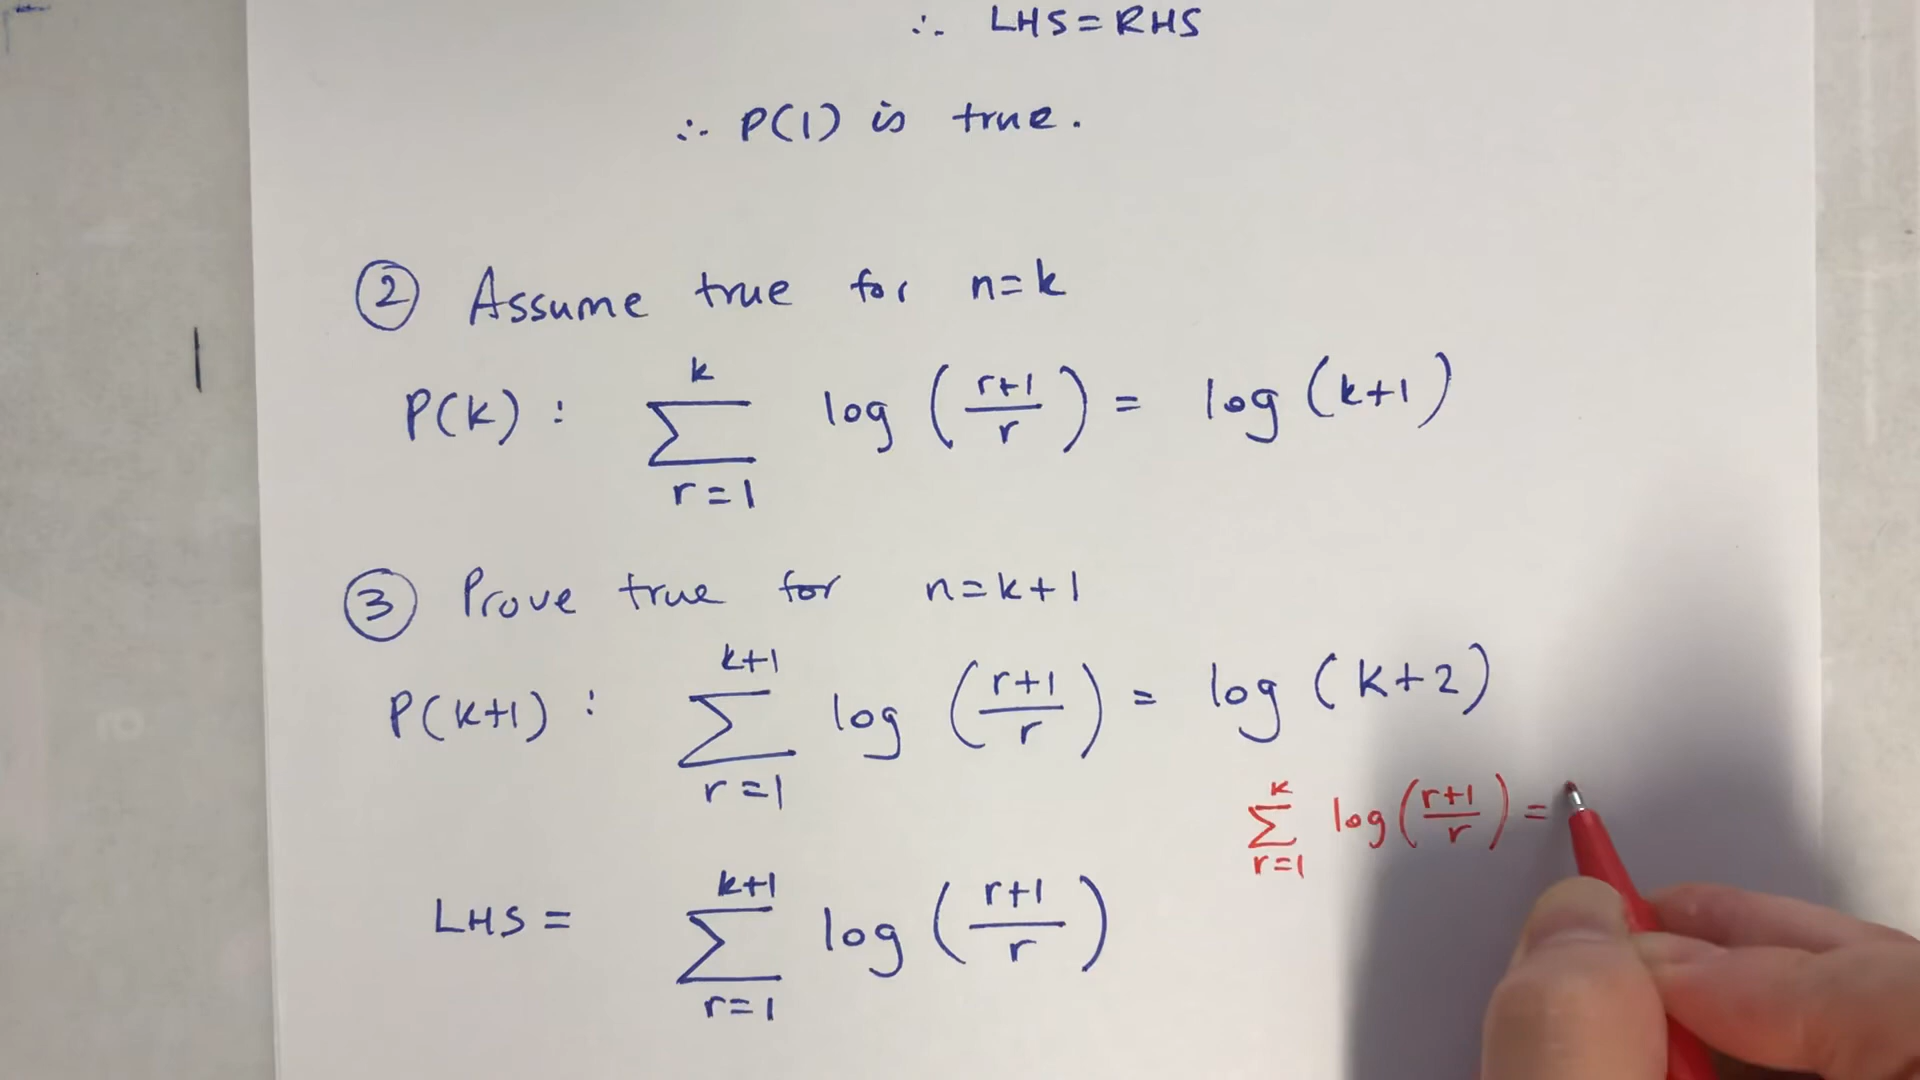 ∴ LHS = RHS
∴ P(1) is true.
② Assume true for n=k
P(k) : ∑_{r=1}^{k} log ((r+1)/r) = log (k+1)
③ Prove true for n=k+1
P(k+1) : ∑_{r=1}^{k+1} log ((r+1)/r) = log (k+2)
∑_{r=1}^{k} log ((r+1)/r) =
LHS = ∑_{r=1}^{k+1} log ((r+1)/r)